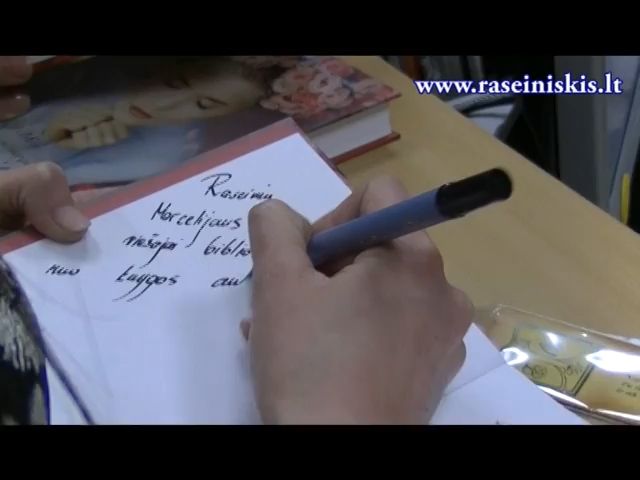 www.raseiniskis.lt
Raseinių
Marcelijaus
viešajai biblio
nuo knygos au